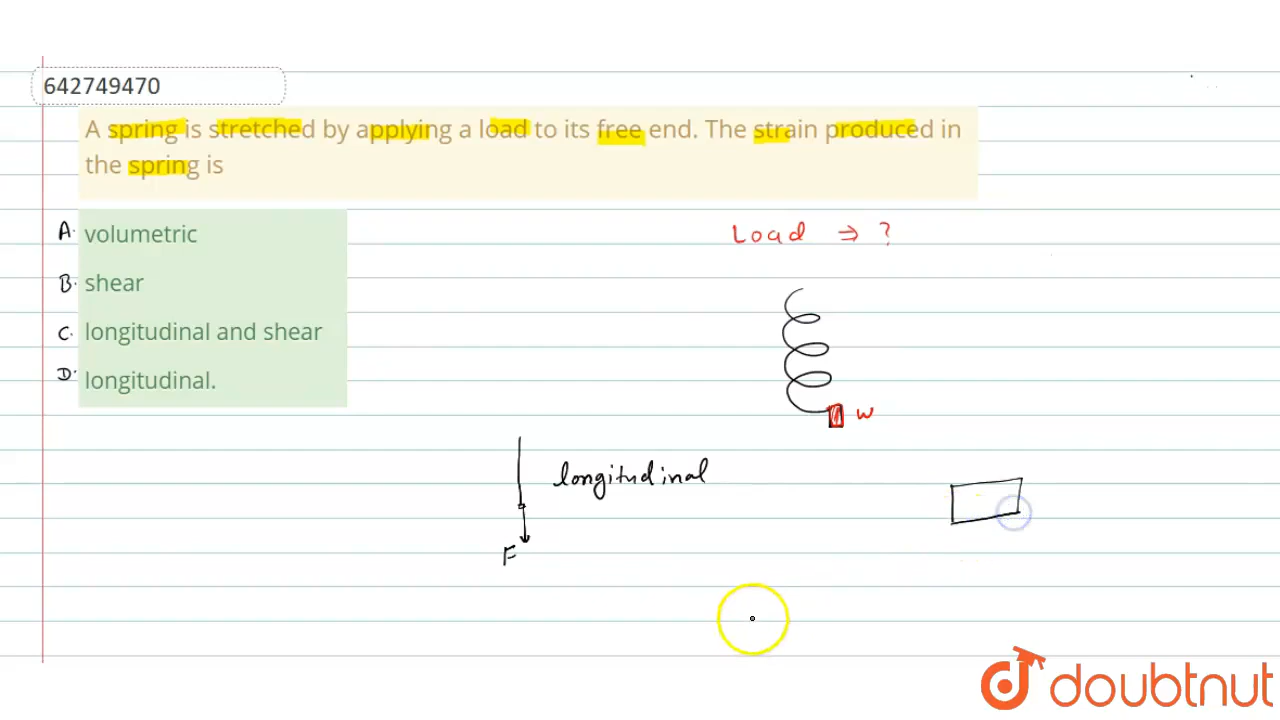 642749470
A spring is stretched by applying a load to its free end. The strain produced in
the spring is
A. volumetric
B. shear
C. longitudinal and shear
D. longitudinal.
Load ⇒ ?
W
longitudinal
F
doubtnut